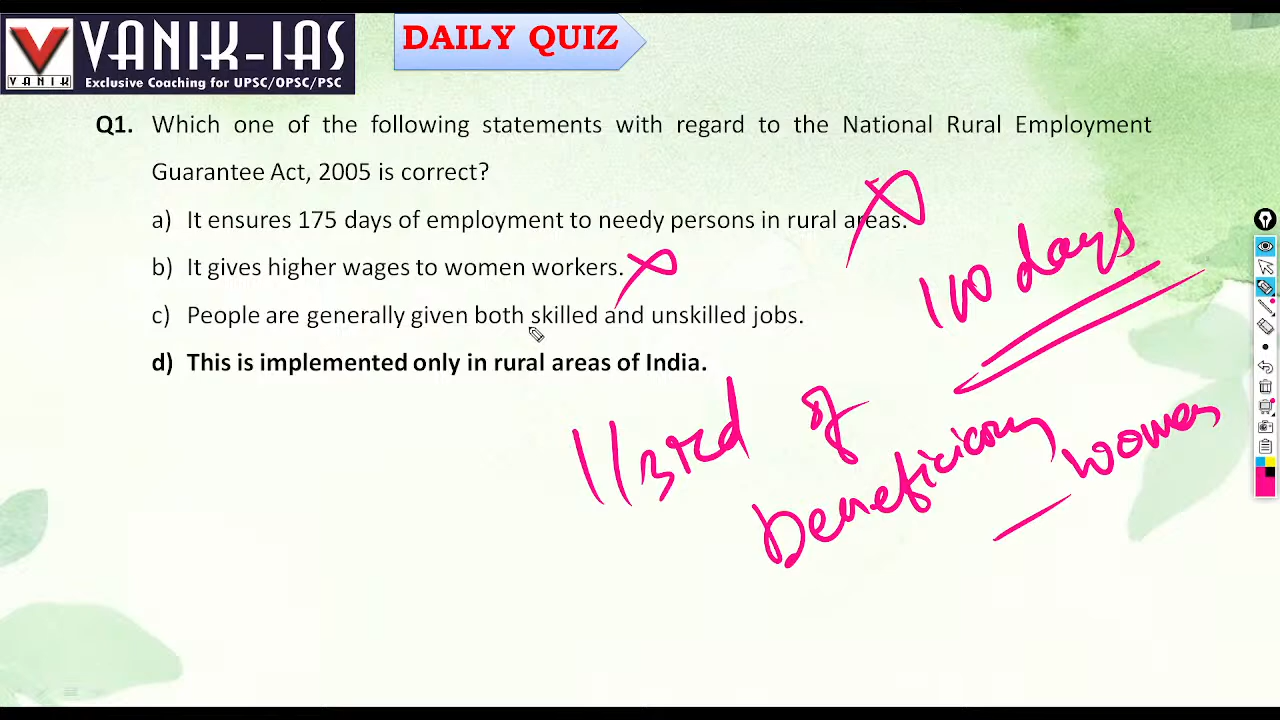 VANIK-IAS
VANIK
Exclusive Coaching for UPSC/OPSC/PSC
DAILY QUIZ
Q1. Which one of the following statements with regard to the National Rural Employment
Guarantee Act, 2005 is correct?
a) It ensures 175 days of employment to needy persons in rural areas.
b) It gives higher wages to women workers.
c) People are generally given both skilled and unskilled jobs.
d) This is implemented only in rural areas of India.
100 days
1/3rd of
beneficiary
women